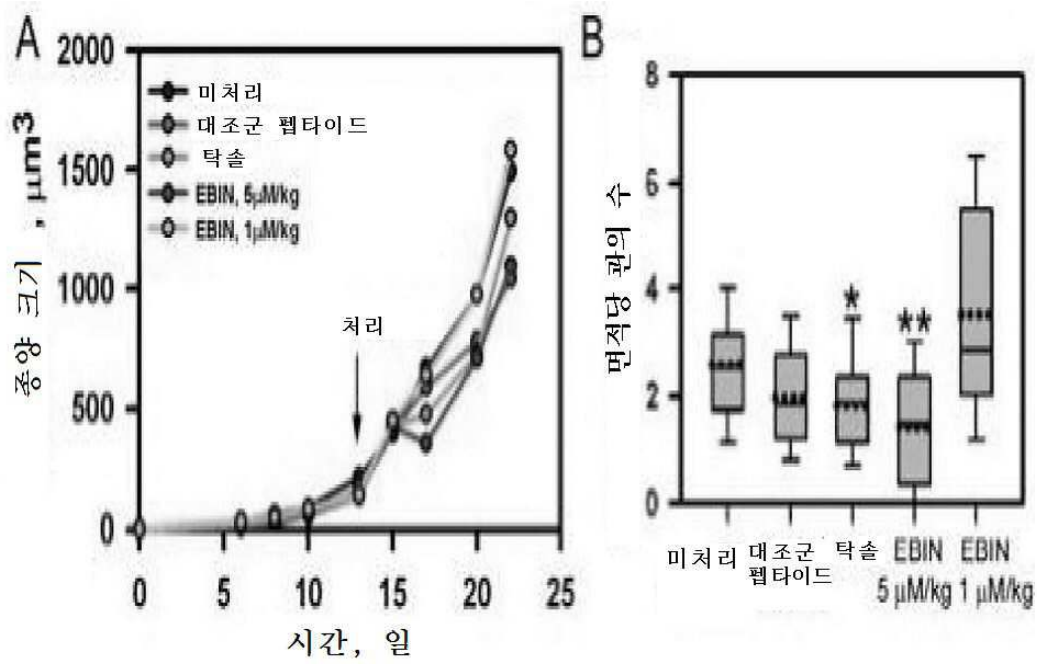 A
2000
1500
1000
500
0
종양 크기 , μm3
미처리
대조군 펩타이드
탁솔
EBIN, 5μM/kg
EBIN, 1μM/kg
처리
0 5 10 15 20 25
시간, 일
B
8
6
4
2
0
면적당 관의 수
*
**
미처리
대조군
펩타이드
탁솔
EBIN
5 μM/kg
EBIN
1 μM/kg